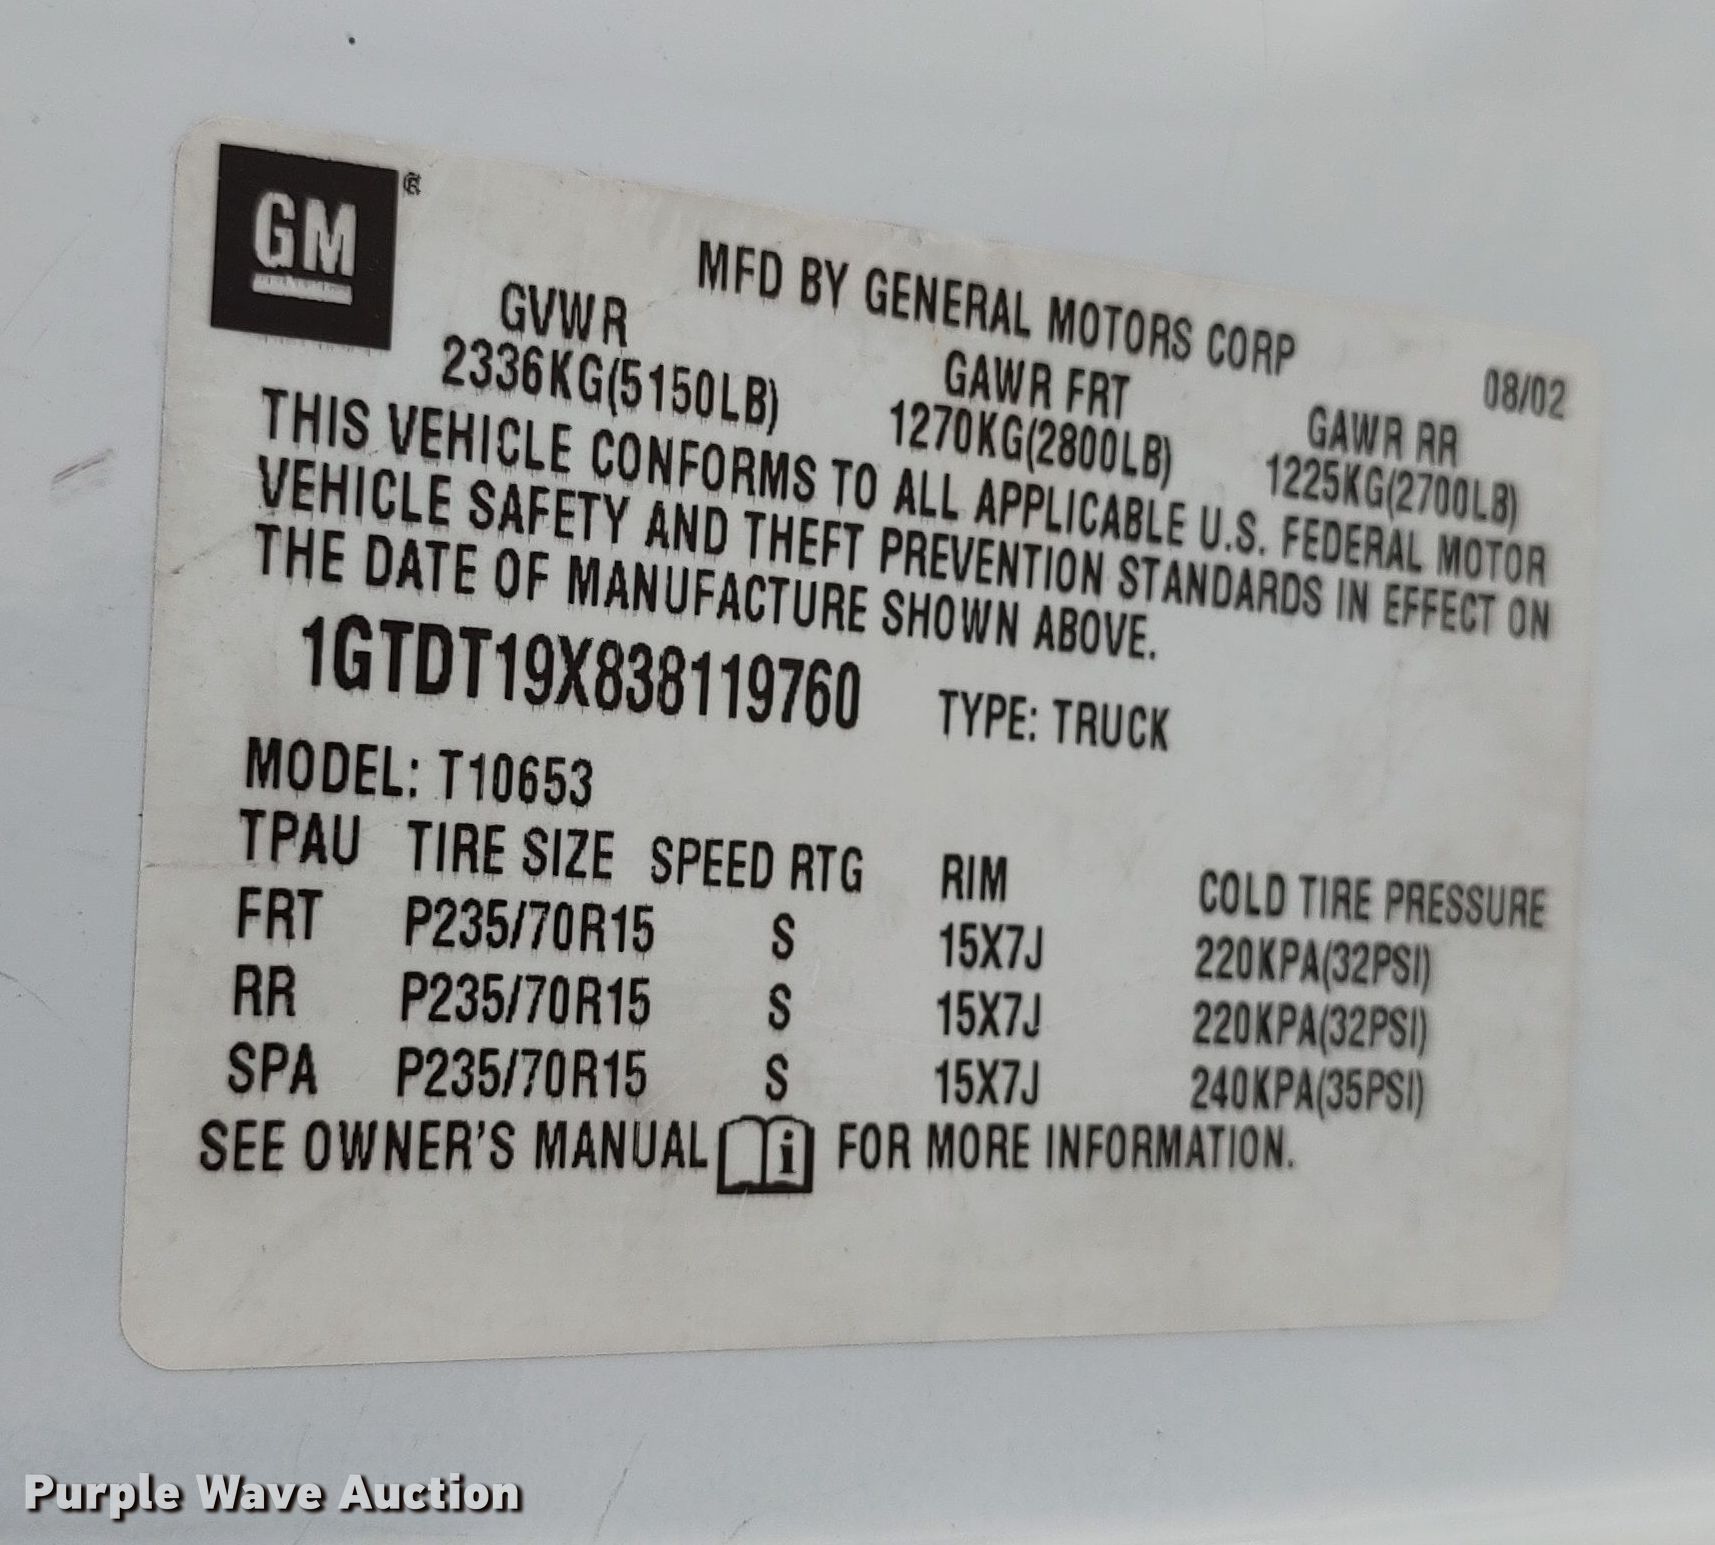 GM®
MFD BY GENERAL MOTORS CORP
08/02
GVWR GAWR FRT GAWR RR
2336KG(5150LB) 1270KG(2800LB) 1225KG(2700LB)
THIS VEHICLE CONFORMS TO ALL APPLICABLE U.S. FEDERAL MOTOR
VEHICLE SAFETY AND THEFT PREVENTION STANDARDS IN EFFECT ON
THE DATE OF MANUFACTURE SHOWN ABOVE.
1GTDT19X838119760 TYPE: TRUCK
MODEL: T10653
TPAU TIRE SIZE SPEED RTG RIM COLD TIRE PRESSURE
FRT P235/70R15 S 15X7J 220KPA(32PSI)
RR P235/70R15 S 15X7J 220KPA(32PSI)
SPA P235/70R15 S 15X7J 240KPA(35PSI)
SEE OWNER'S MANUAL i FOR MORE INFORMATION.
Purple Wave Auction